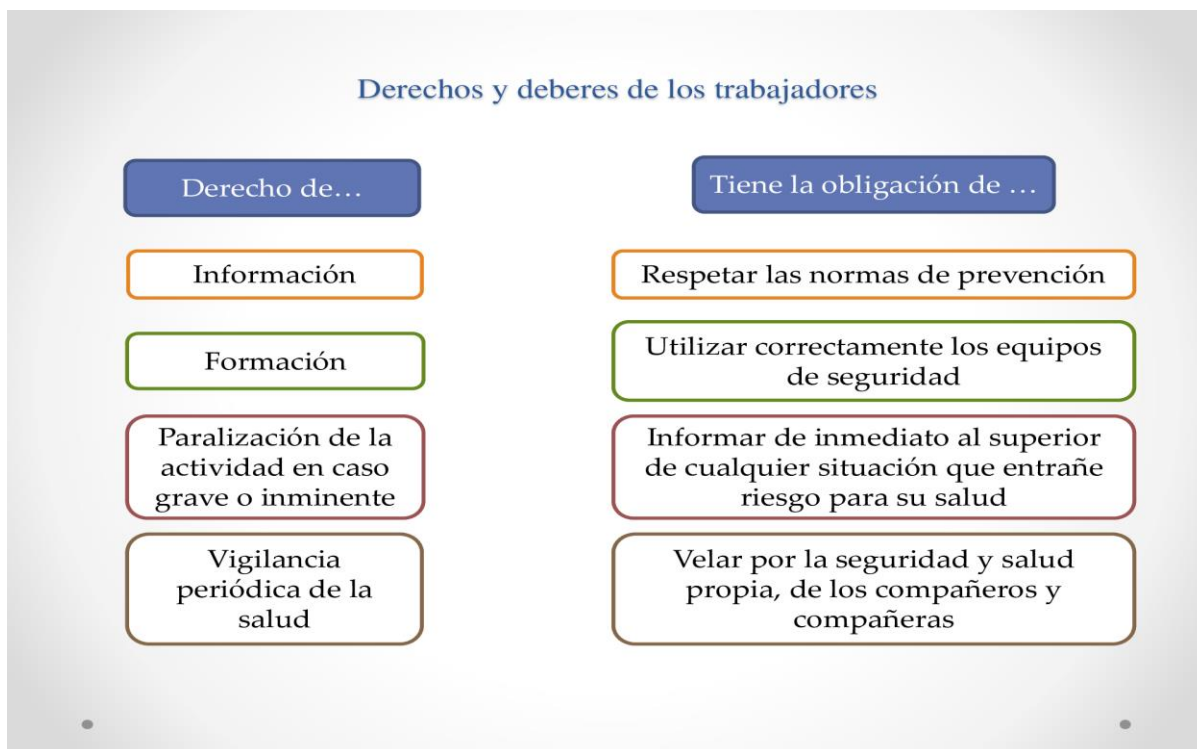 Derechos y deberes de los trabajadores
Derecho de…
Información
Formación
Paralización de la
actividad en caso
grave o inminente
Vigilancia
periódica de la
salud
Tiene la obligación de …
Respetar las normas de prevención
Utilizar correctamente los equipos
de seguridad
Informar de inmediato al superior
de cualquier situación que entrañe
riesgo para su salud
Velar por la seguridad y salud
propia, de los compañeros y
compañeras